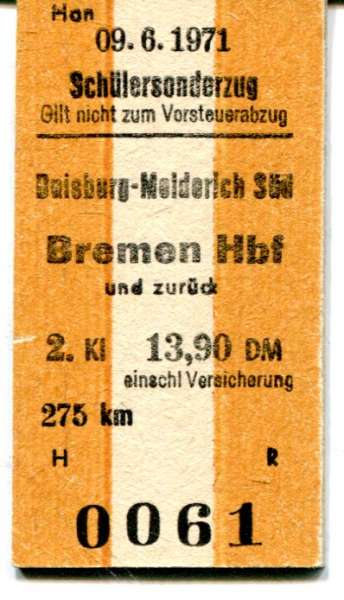 Han
09.6.1971
Schülersonderzug
Gilt nicht zum Vorsteuerabzug
Duisburg-Meiderich Süd
Bremen Hbf
und zurück
2. Kl 13,90 DM
einschl Versicherung
275 km
H R
0061